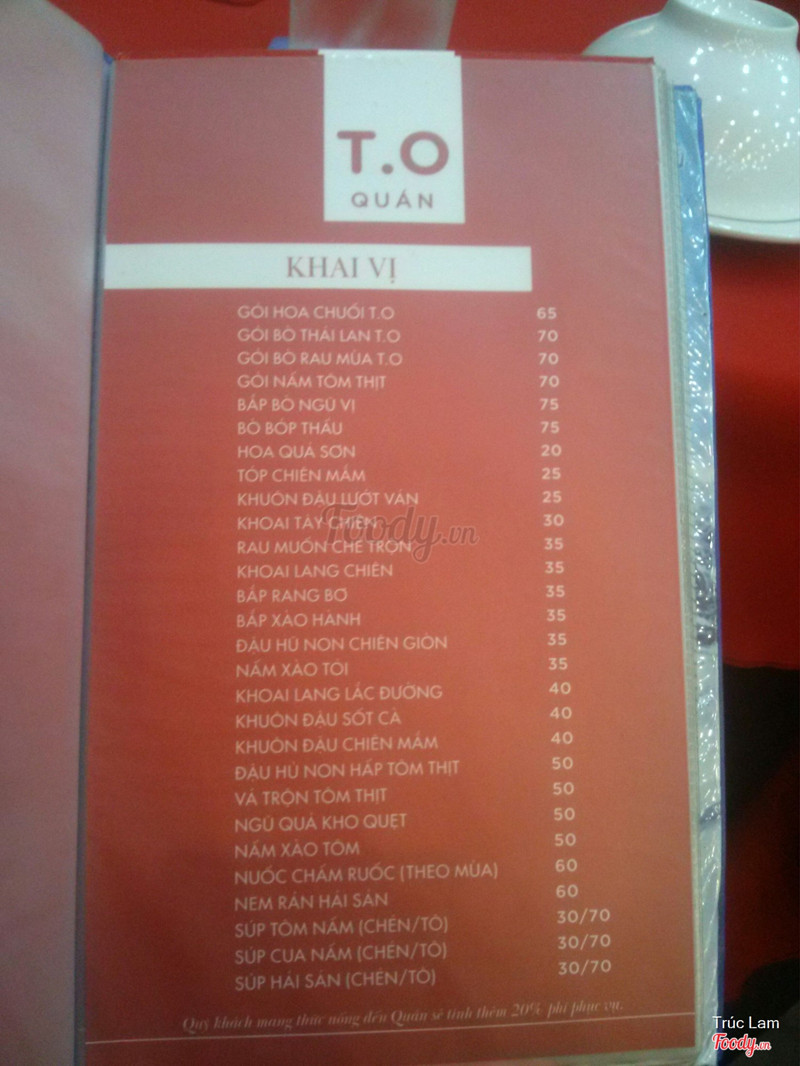 T.O
QUÁN
KHAI VỊ
GỎI HOA CHUỐI T.O 65
GỎI BÒ THÁI LAN T.O 70
GỎI BÒ RAU MÙA T.O 70
GỎI NẤM TÔM THỊT 70
BẮP BÒ NGŨ VỊ 75
BÒ BÓP THẤU 75
HOA QUẢ SƠN 20
TÓP CHIÊN MẮM 25
KHUÔN ĐẬU LƯỚT VÁN 25
KHOAI TÂY CHIÊN 30
RAU MUỐN CHẺ TRỘN 35
KHOAI LANG CHIÊN 35
BẮP RANG BƠ 35
BẮP XÀO HÀNH 35
ĐẬU HŨ NON CHIÊN GIÒN 35
NẤM XÀO TỎI 35
KHOAI LANG LẮC ĐƯỜNG 40
KHUÔN ĐẬU SỐT CÀ 40
KHUÔN ĐẬU CHIÊN MẮM 40
ĐẬU HŨ NON HẤP TÔM THỊT 50
VẢ TRỘN TÔM THỊT 50
NGŨ QUẢ KHO QUẸT 50
NẤM XÀO TÔM 50
NƯỚC CHẤM RUỐC (THEO MÙA) 60
NEM RÁN HẢI SẢN 60
SÚP TÔM NẤM (CHÉN/TÔ) 30/70
SÚP CUA NẤM (CHÉN/TÔ) 30/70
SÚP HẢI SẢN (CHÉN/TÔ) 30/70
Quý khách mang thức uống đến Quán sẽ tính thêm 20% phí phục vụ.
Foody.vn
Trúc Lam
Foody.vn